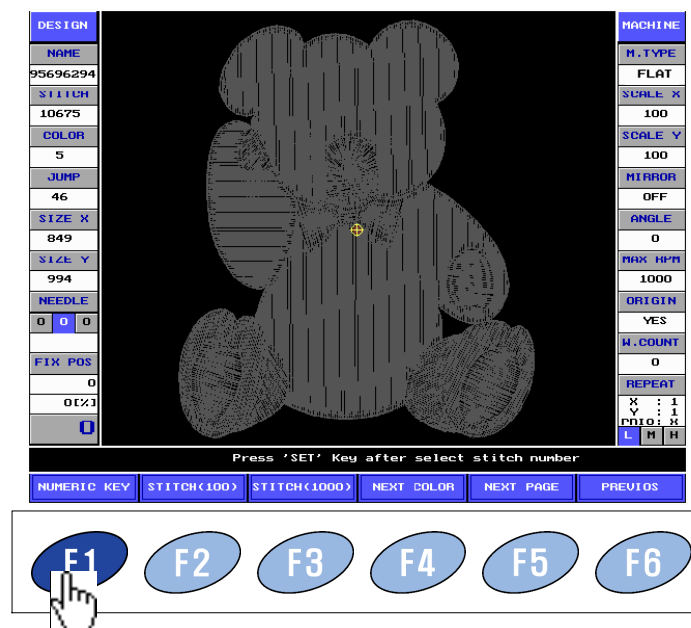 DESIGN
NAME
95696294
STITCH
10675
COLOR
5
JUMP
46
SIZE X
849
SIZE Y
994
NEEDLE
0 0 0
FIX POS
0
0[%]
0
MACHINE
M.TYPE
FLAT
SCALE X
100
SCALE Y
100
MIRROR
OFF
ANGLE
0
MAX RPM
1000
ORIGIN
YES
W.COUNT
0
REPEAT
X : 1
Y : 1
PRIO: X
L M H
Press 'SET' Key after select stitch number
NUMERIC KEY STITCH(100) STITCH(1000) NEXT COLOR NEXT PAGE PREVIOS
F1 F2 F3 F4 F5 F6